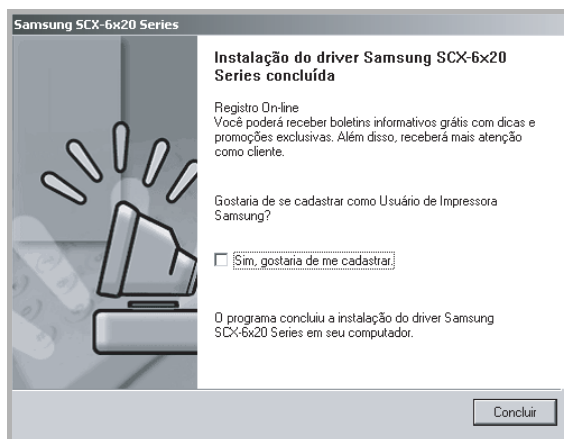 Samsung SCX-6x20 Series
Instalação do driver Samsung SCX-6x20
Series concluída
Registro On-line
Você poderá receber boletins informativos grátis com dicas e
promoções exclusivas. Além disso, receberá mais atenção
como cliente.
Gostaria de se cadastrar como Usuário de Impressora
Samsung?
Sim, gostaria de me cadastrar.
O programa concluiu a instalação do driver Samsung
SCX-6x20 Series em seu computador.
Concluir